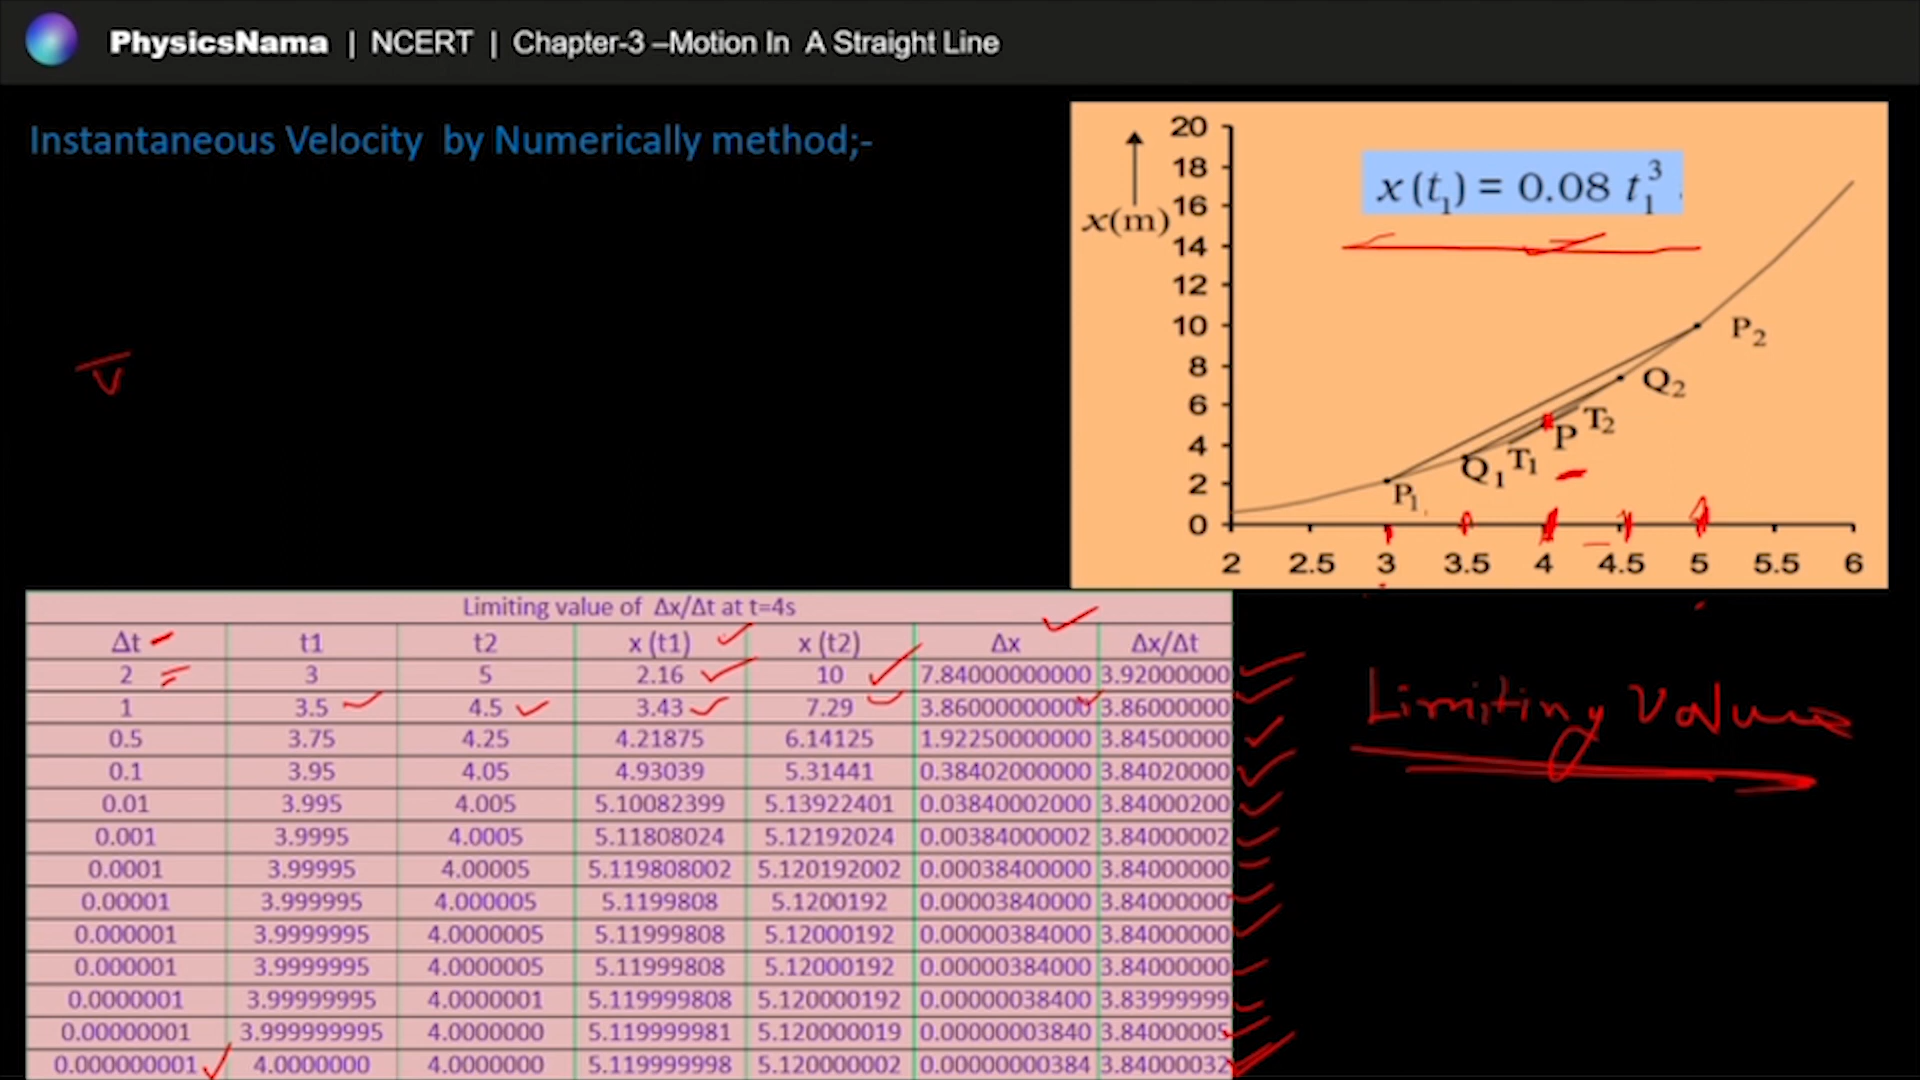 PhysicsNama | NCERT | Chapter-3 –Motion In A Straight Line
Instantaneous Velocity by Numerically method;-
v
20
18
16
14
12
10
8
6
4
2
0
x(m)
x (t₁) = 0.08 t₁³
P₂
Q₂
T₂
P
T₁
Q₁
P₁
2 2.5 3 3.5 4 4.5 5 5.5 6
Limiting Value
Limiting value of Δx/Δt at t=4s
Δt t1 t2 x (t1) x (t2) Δx Δx/Δt
2 3 5 2.16 10 7.84000000000 3.92000000
1 3.5 4.5 3.43 7.29 3.86000000000 3.86000000
0.5 3.75 4.25 4.21875 6.14125 1.92250000000 3.84500000
0.1 3.95 4.05 4.93039 5.31441 0.38402000000 3.84020000
0.01 3.995 4.005 5.10082399 5.13922401 0.03840002000 3.84000200
0.001 3.9995 4.0005 5.11808024 5.12192024 0.00384000002 3.84000002
0.0001 3.99995 4.00005 5.119808002 5.120192002 0.00038400000 3.84000000
0.00001 3.999995 4.000005 5.1199808 5.1200192 0.00003840000 3.84000000
0.000001 3.9999995 4.0000005 5.11999808 5.12000192 0.00000384000 3.84000000
0.000001 3.9999995 4.0000005 5.11999808 5.12000192 0.00000384000 3.84000000
0.0000001 3.99999995 4.0000001 5.119999808 5.120000192 0.00000038400 3.83999999
0.00000001 3.999999995 4.0000000 5.119999981 5.120000019 0.00000003840 3.84000005
0.000000001 4.0000000 4.0000000 5.119999998 5.120000002 0.00000000384 3.84000032